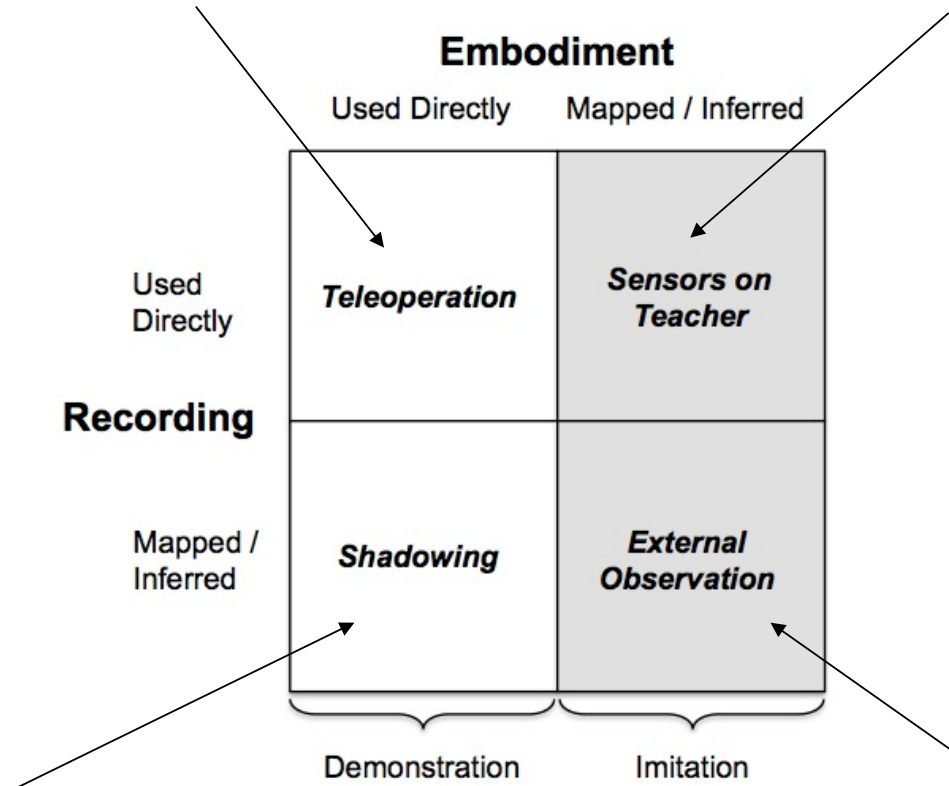 Embodiment
Used Directly Mapped / Inferred
Used
Directly
Teleoperation
Sensors on
Teacher
Recording
Mapped /
Inferred
Shadowing
External
Observation
Demonstration Imitation